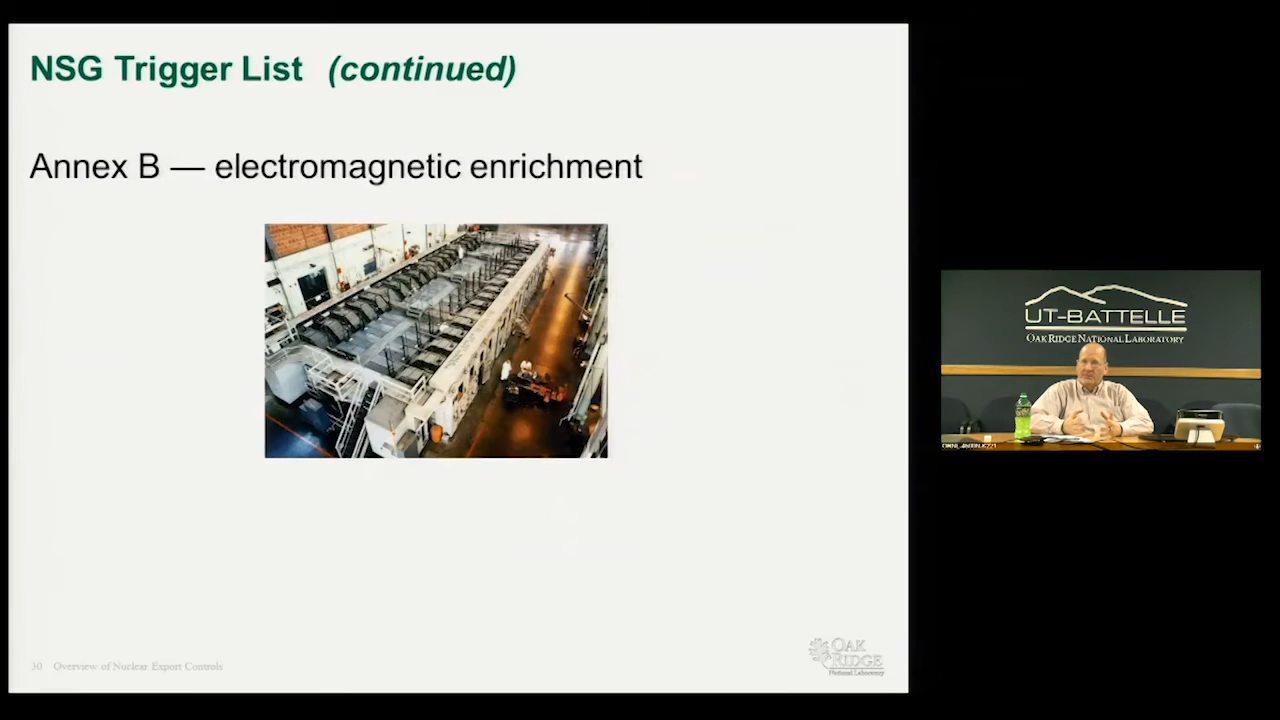 NSG Trigger List (continued)
Annex B — electromagnetic enrichment
30 Overview of Nuclear Export Controls
OAK
RIDGE
National Laboratory
UT-BATTELLE
OAK RIDGE NATIONAL LABORATORY